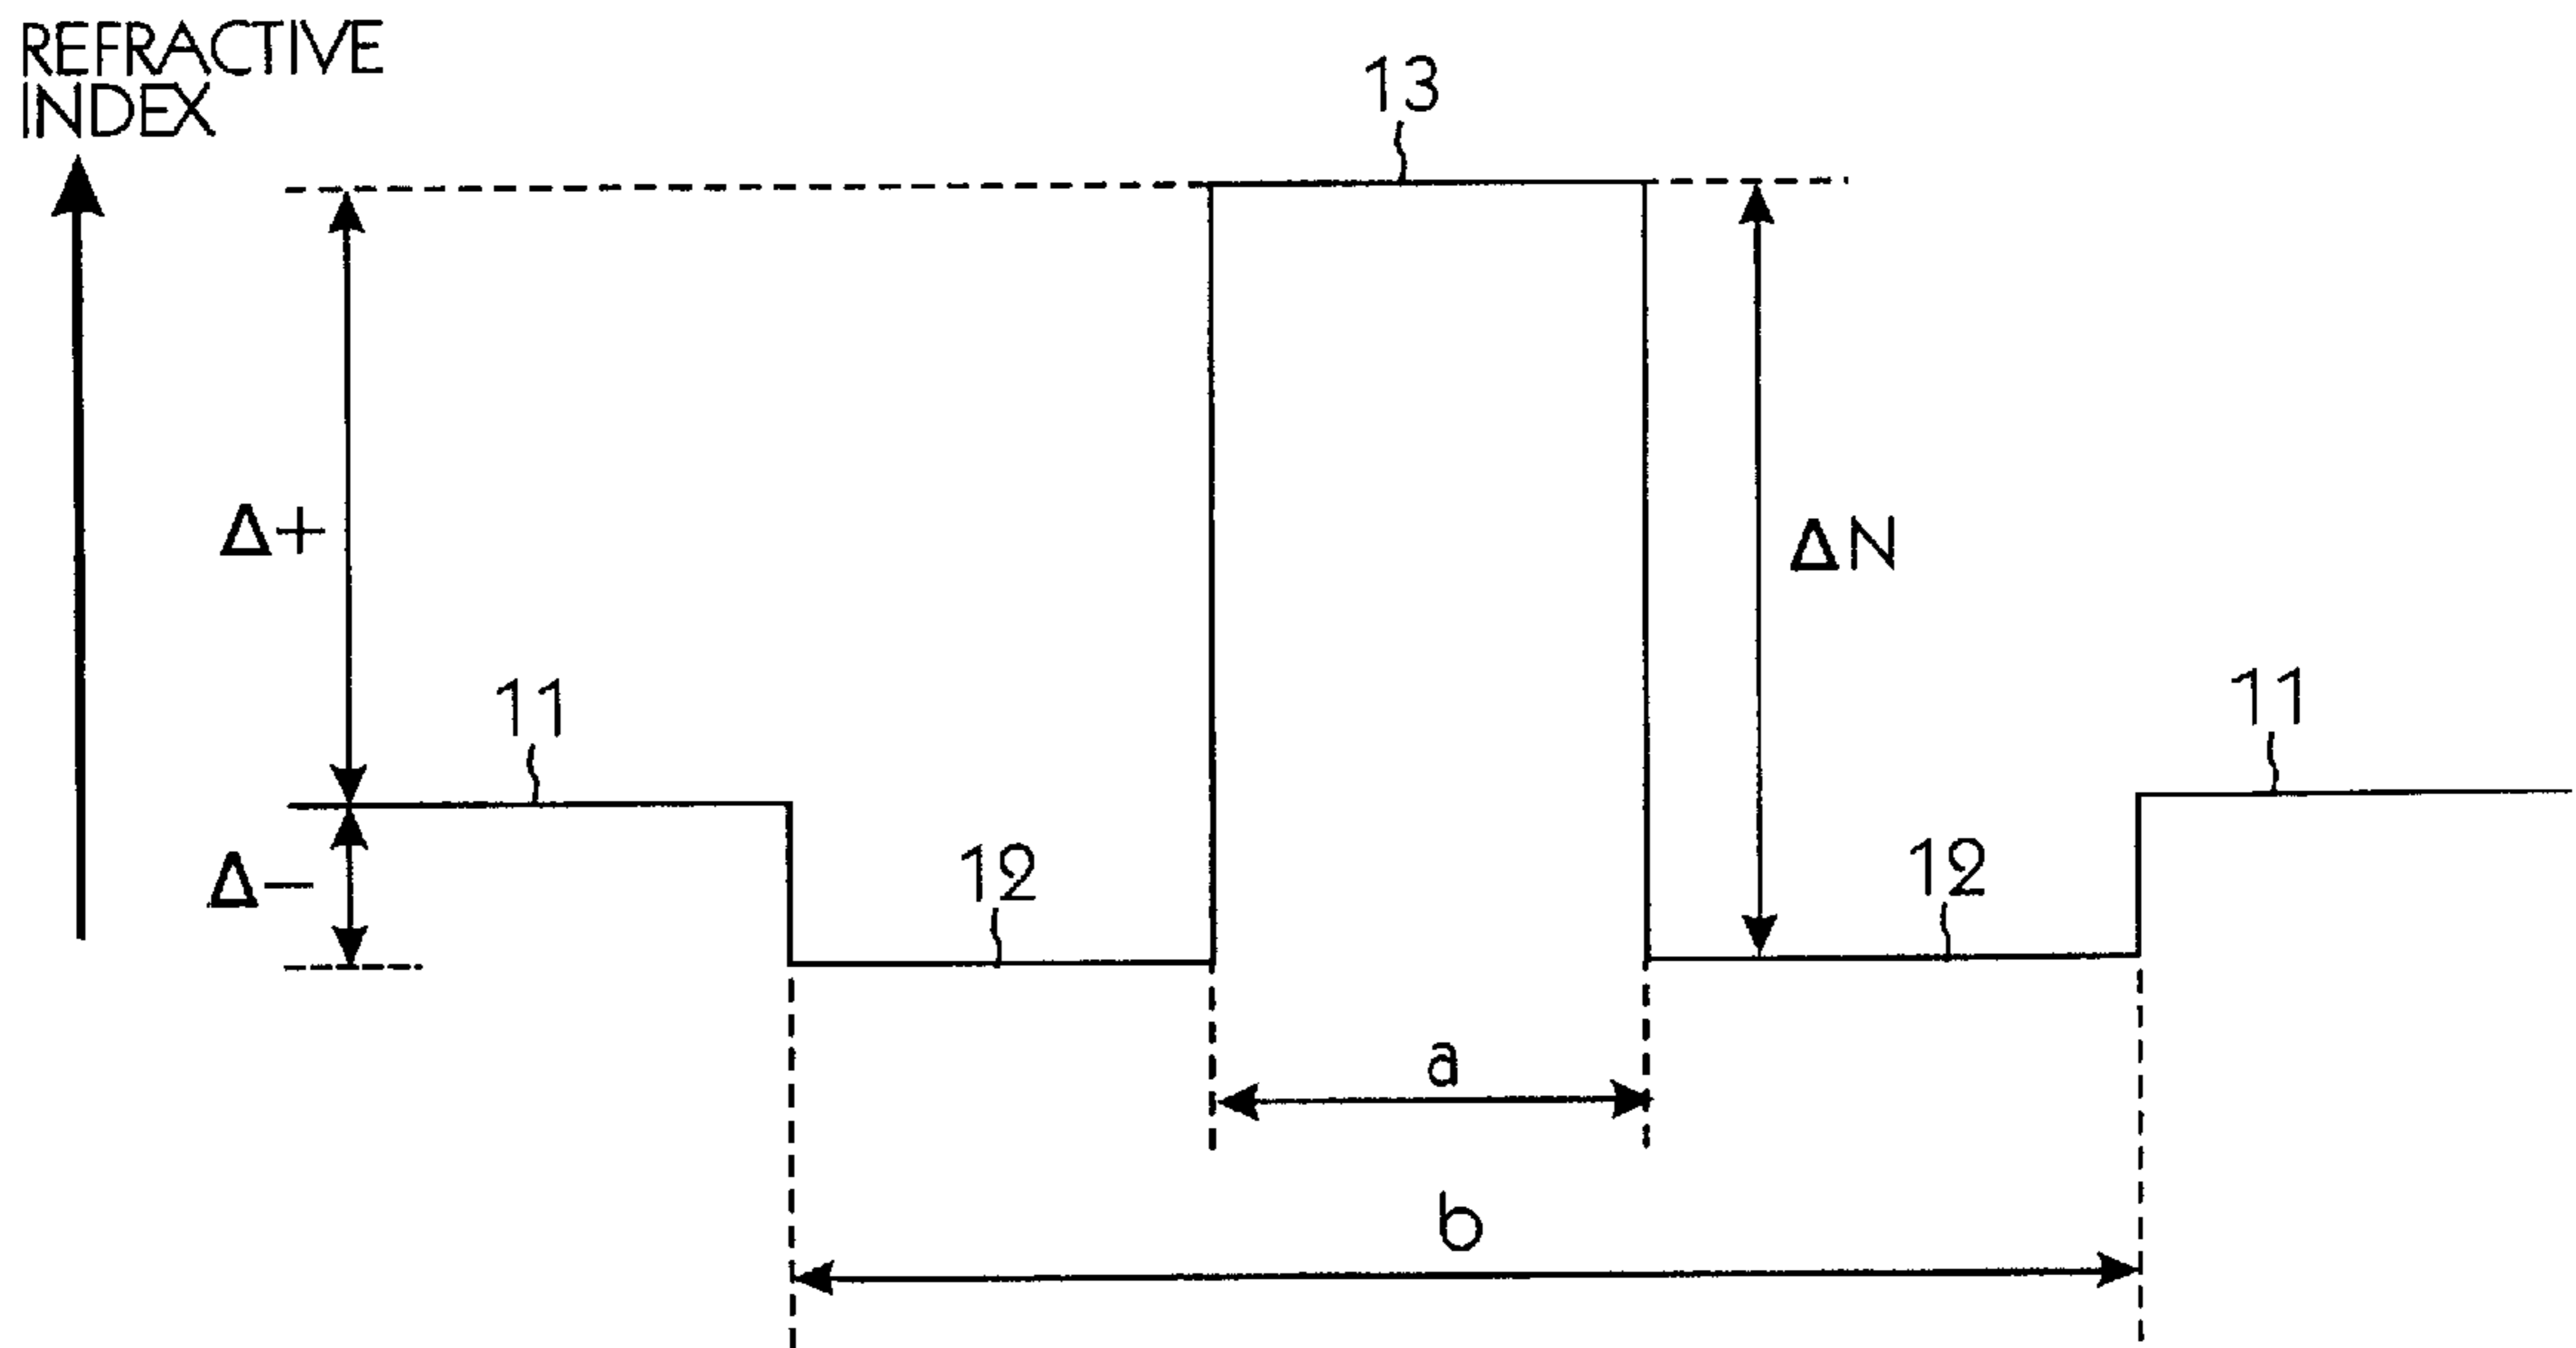 REFRACTIVE
INDEX
13
Δ+
ΔN
11
11
Δ−
12
12
a
b